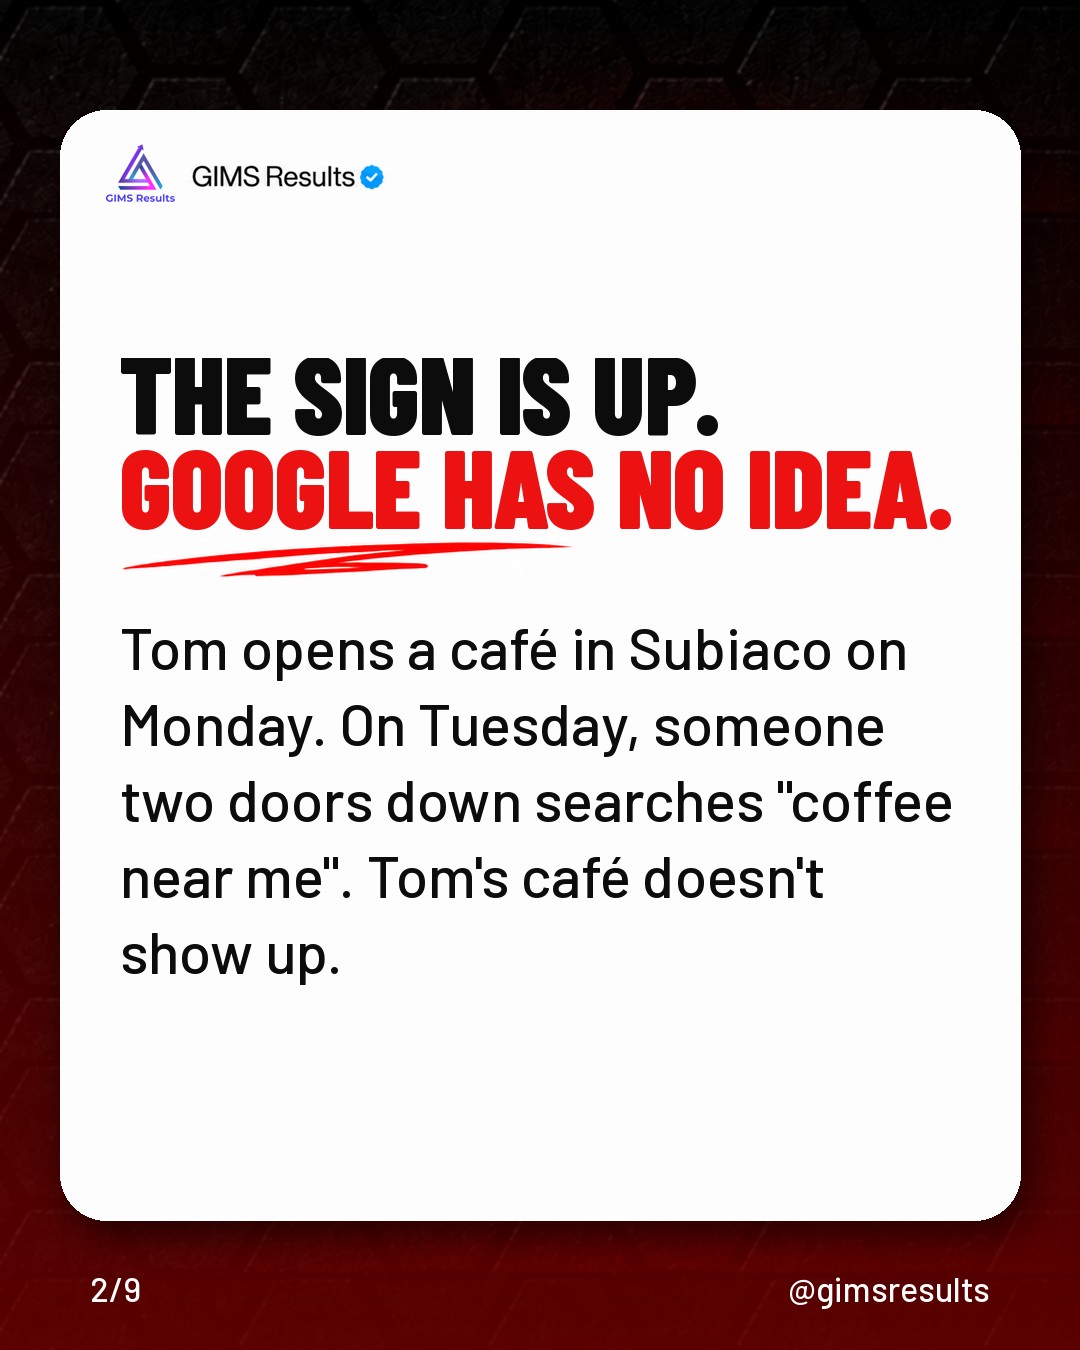 GIMS Results
GIMS Results
THE SIGN IS UP.
GOOGLE HAS NO IDEA.
Tom opens a café in Subiaco on
Monday. On Tuesday, someone
two doors down searches "coffee
near me". Tom's café doesn't
show up.
2/9
@gimsresults